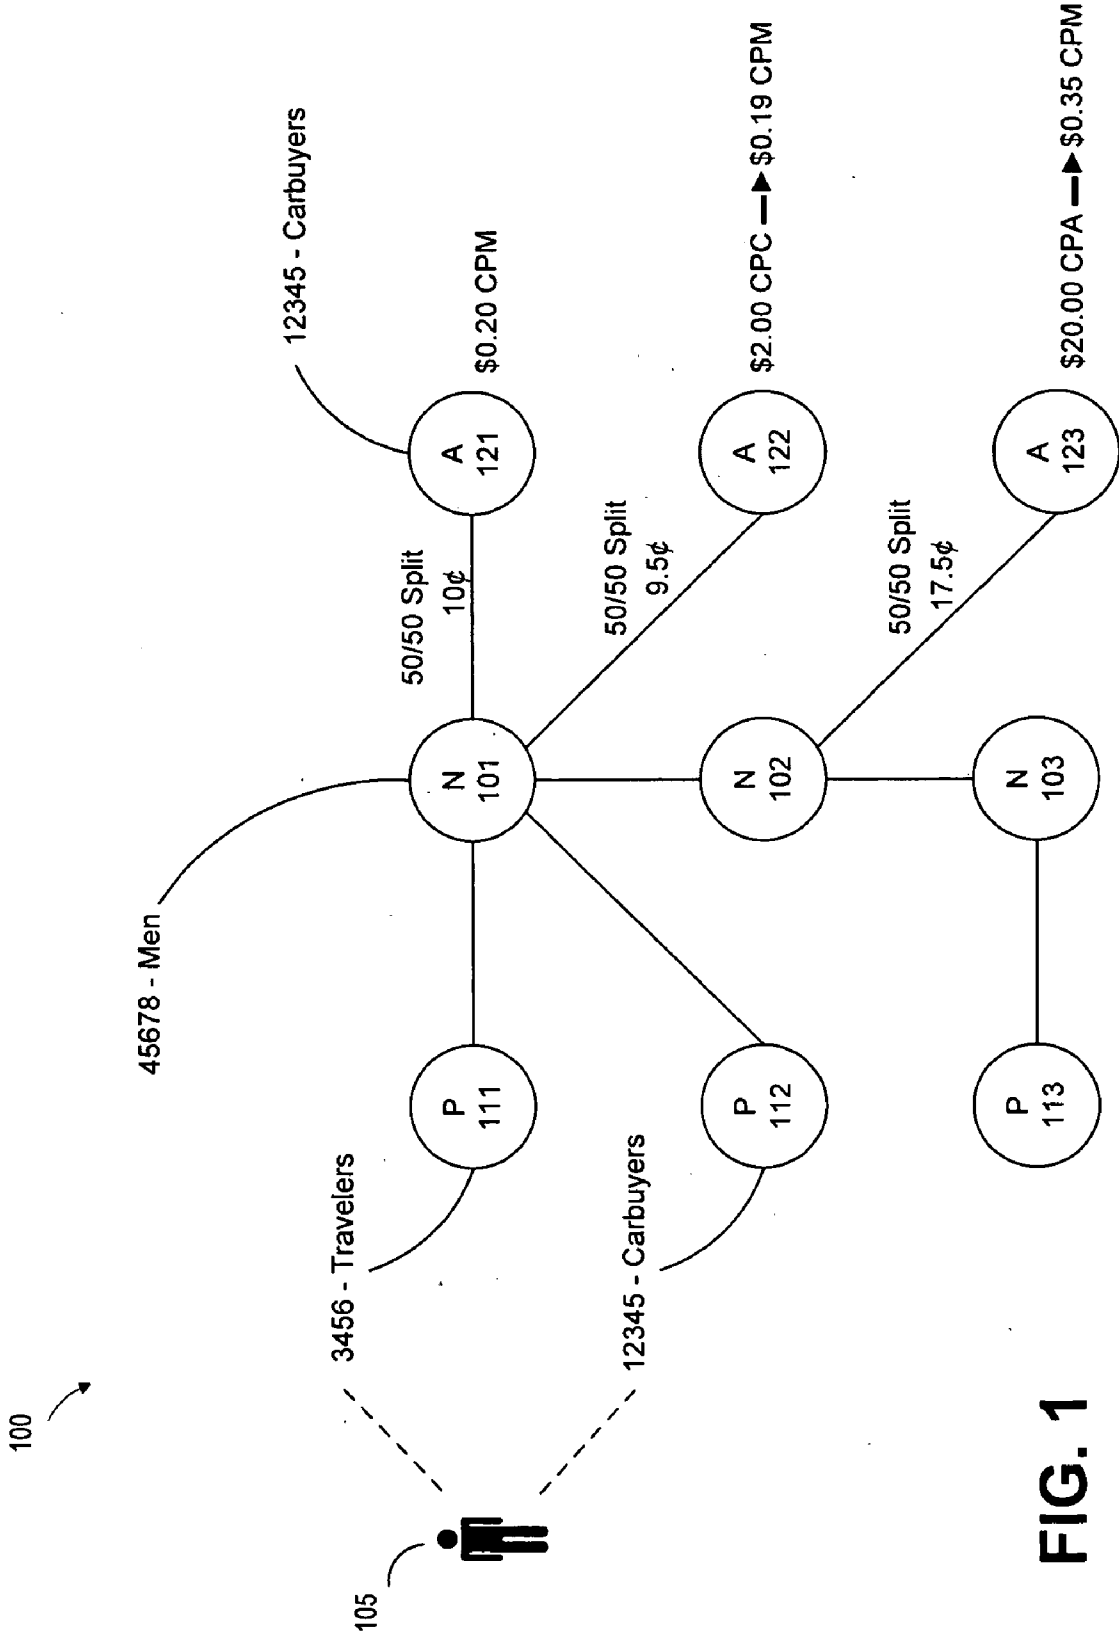 100
105
3456 - Travelers
12345 - Carbuyers
45678 - Men
12345 - Carbuyers
P
111
P
112
P
113
N
101
N
102
N
103
50/50 Split
10¢
50/50 Split
9.5¢
50/50 Split
17.5¢
A
121
A
122
A
123
$0.20 CPM
$2.00 CPC → $0.19 CPM
$20.00 CPA → $0.35 CPM
FIG. 1